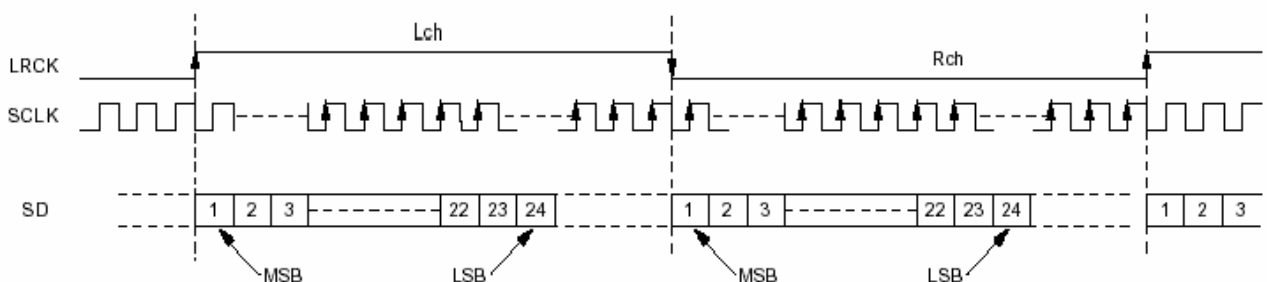 Lch
Rch
LRCK
SCLK
SD
1 2 3 22 23 24 1 2 3 22 23 24 1 2 3
MSB LSB MSB LSB